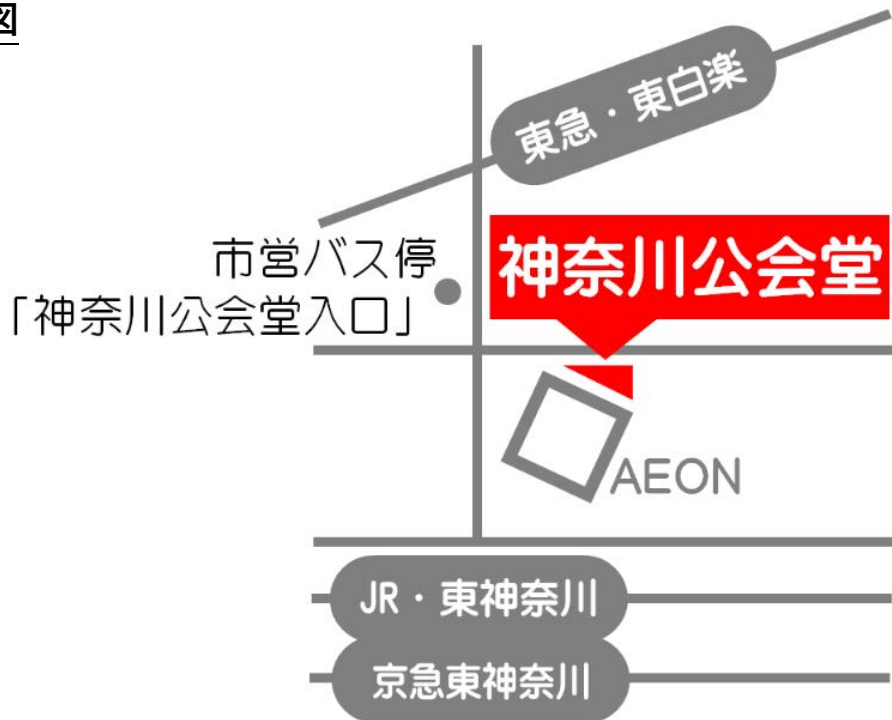 図
東急・東白楽
市営バス停
「神奈川公会堂入口」
神奈川公会堂
AEON
JR・東神奈川
京急東神奈川